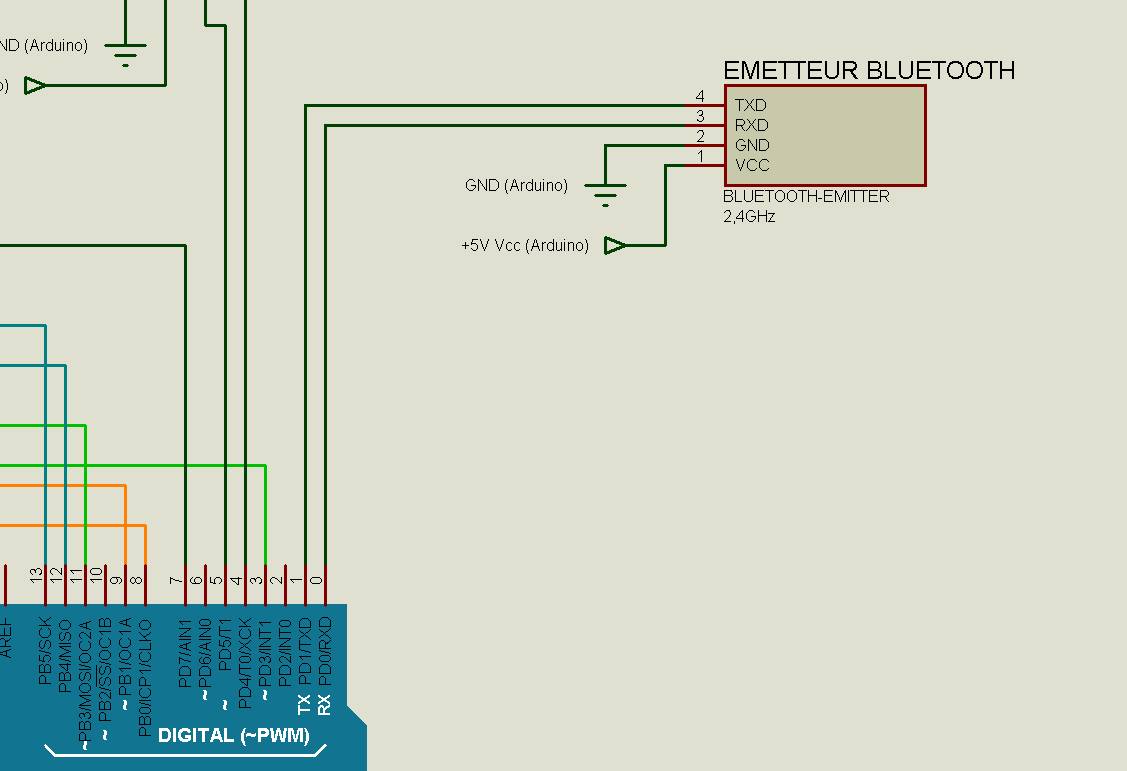 ND (Arduino)
o)
EMETTEUR BLUETOOTH
4 TXD
3 RXD
2 GND
1 VCC
BLUETOOTH-EMITTER
2,4GHz
GND (Arduino)
+5V Vcc (Arduino)
13 12 11 10 9 8 7 6 5 4 3 2 1 0
AREF
PB5/SCK
PB4/MISO
~PB3/MOSI/OC2A
~PB2/SS/OC1B
~PB1/OC1A
PB0/ICP1/CLKO
PD7/AIN1
~PD6/AIN0
~PD5/T1
PD4/T0/XCK
~PD3/INT1
PD2/INT0
TX PD1/TXD
RX PD0/RXD
DIGITAL (~PWM)